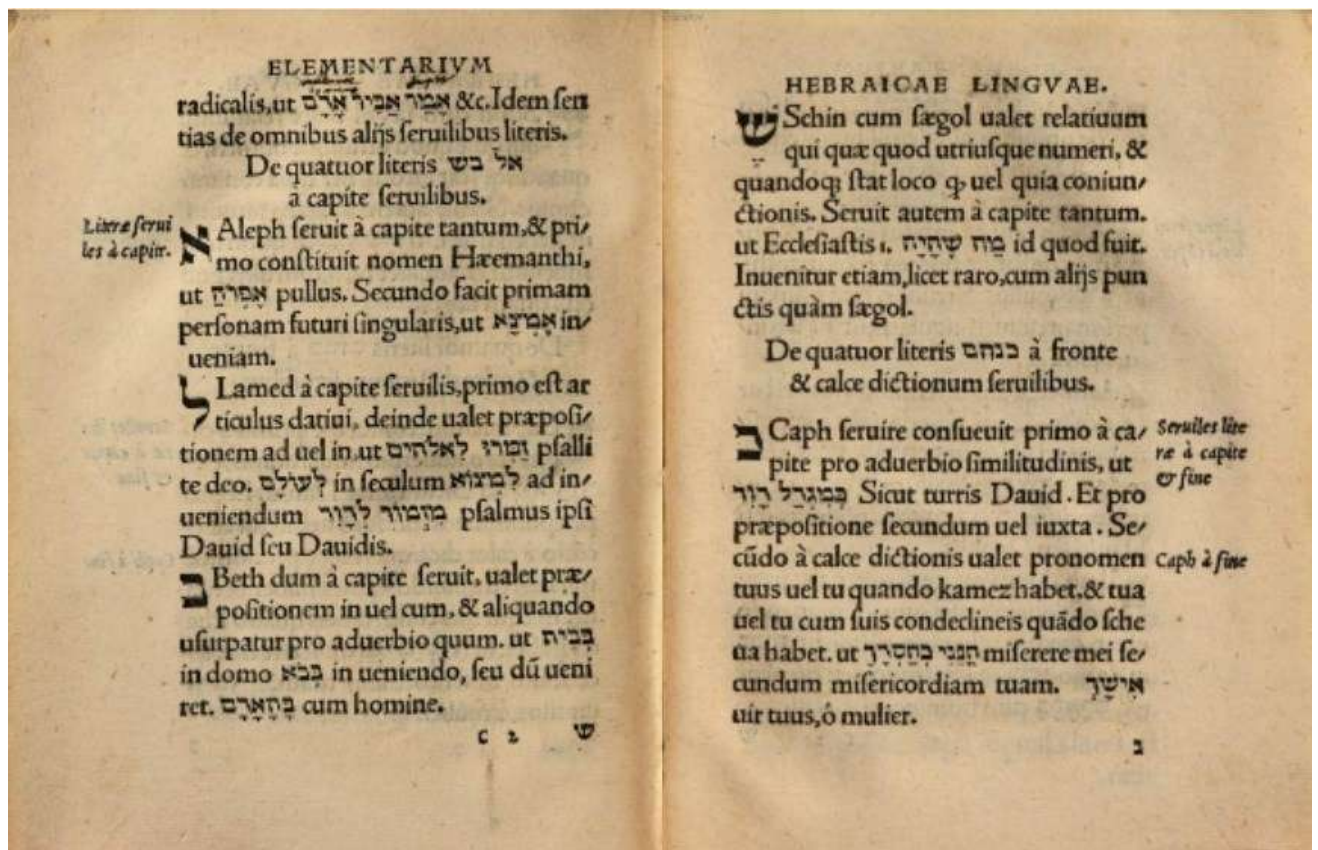 ELEMENTARIVM
radicalis,ut אָמַר אַבִּיר אָדָם &c.Idem sen
tias de omnibus alijs seruilibus literis.
De quatuor literis אל בש
à capite seruilibus.
Literæ serui
les à capite.
א Aleph seruit à capite tantum,& pri/
mo constituit nomen Hæemanthi,
ut pullus. Secundo facit primam
personam futuri singularis,ut אֶמְצָא in/
ueniam.
ל Lamed à capite seruilis,primo est ar
ticulus datiui, deinde ualet præposi/
tionem ad uel in.ut זַמרו לֵאלֹהִים psalli
te deo. לְעוֹלָם in seculum לִמְצוֹא ad in/
ueniendum מִזְמוֹר לְדָוִד psalmus ipsi
Dauid seu Dauidis.
ב Beth dum à capite seruit, ualet præ/
positionem in uel cum, & aliquando
usurpatur pro aduerbio quum. ut בְּבַית
in domo בְּבֹא in ueniendo, seu dū ueni
ret. בְּהָאָדָם cum homine.
c 2 ש
HEBRAICAE LINGVAE.
שֶ Schin cum sægol ualet relatiuum
qui quæ quod utriusque numeri, &
quandoq; stat loco ꝙ uel quia coniun/
ctionis. Seruit autem à capite tantum.
ut Ecclesiastis 1. מַה שֶׁהָיָה id quod fuit.
Inuenitur etiam,licet raro,cum alijs pun
ctis quàm sægol.
De quatuor literis כנהם à fronte
& calce dictionum seruilibus.
כ Caph seruire consueuit primo à ca/
pite pro aduerbio similitudinis, ut
כְּמִגְדַּל דָּוִד Sicut turris Dauid. Et pro
præpositione secundum uel iuxta. Se/
cūdo à calce dictionis ualet pronomen
tuus uel tu quando kamez habet.& tua
uel tu cum suis condeclineis quādo sche
ua habet. ut חָנֵּנִי כְּחַסְדֶּךָ miserere mei se/
cundum misericordiam tuam. אִישֵׁךְ
uir tuus,ô mulier.
Seruiles lite
ræ à capite
& fine
Caph à fine
נ